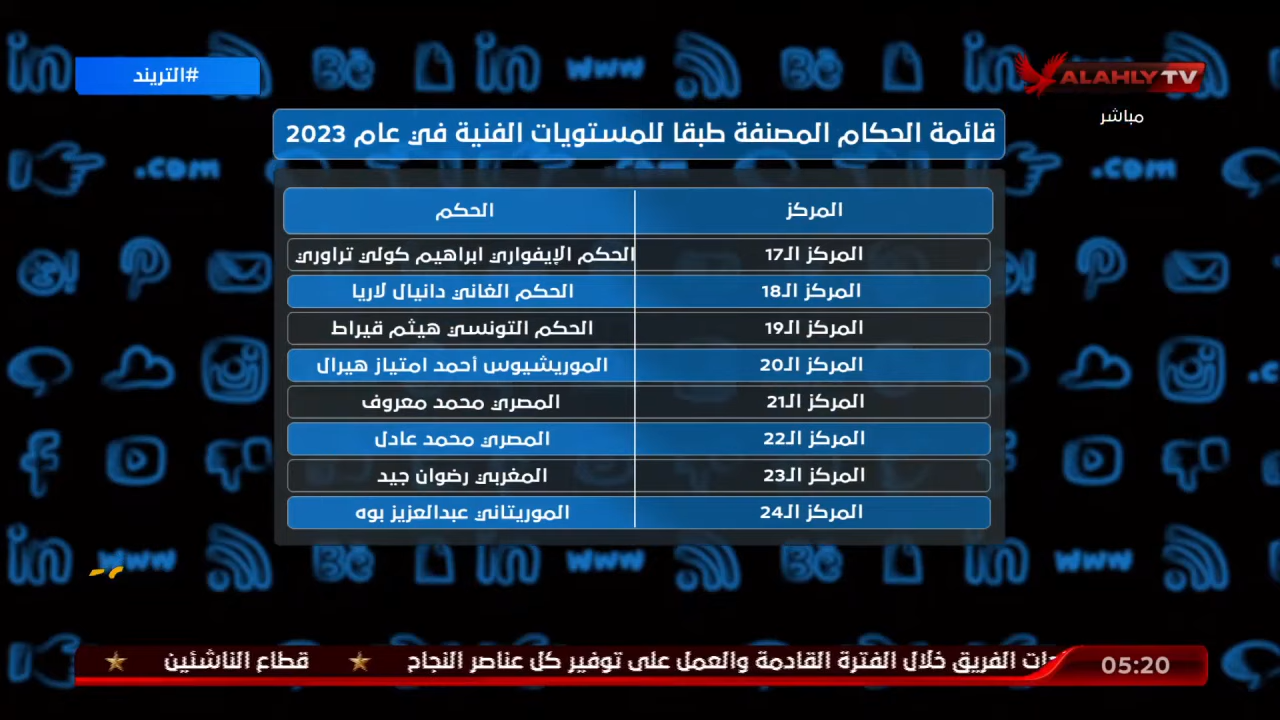 #التريند
ALAHLY TV
مباشر
قائمة الحكام المصنفة طبقا للمستويات الفنية في عام 2023
المركز الحكم
المركز الـ17 الحكم الإيفواري ابراهيم كولي تراوري
المركز الـ18 الحكم الغاني دانيال لاريا
المركز الـ19 الحكم التونسي هيثم قيراط
المركز الـ20 الموريشيوس أحمد امتياز هيرال
المركز الـ21 المصري محمد معروف
المركز الـ22 المصري محمد عادل
المركز الـ23 المغربي رضوان جيد
المركز الـ24 الموريتاني عبدالعزيز بوه
الفريق خلال الفترة القادمة والعمل على توفير كل عناصر النجاح قطاع الناشئين
05:20